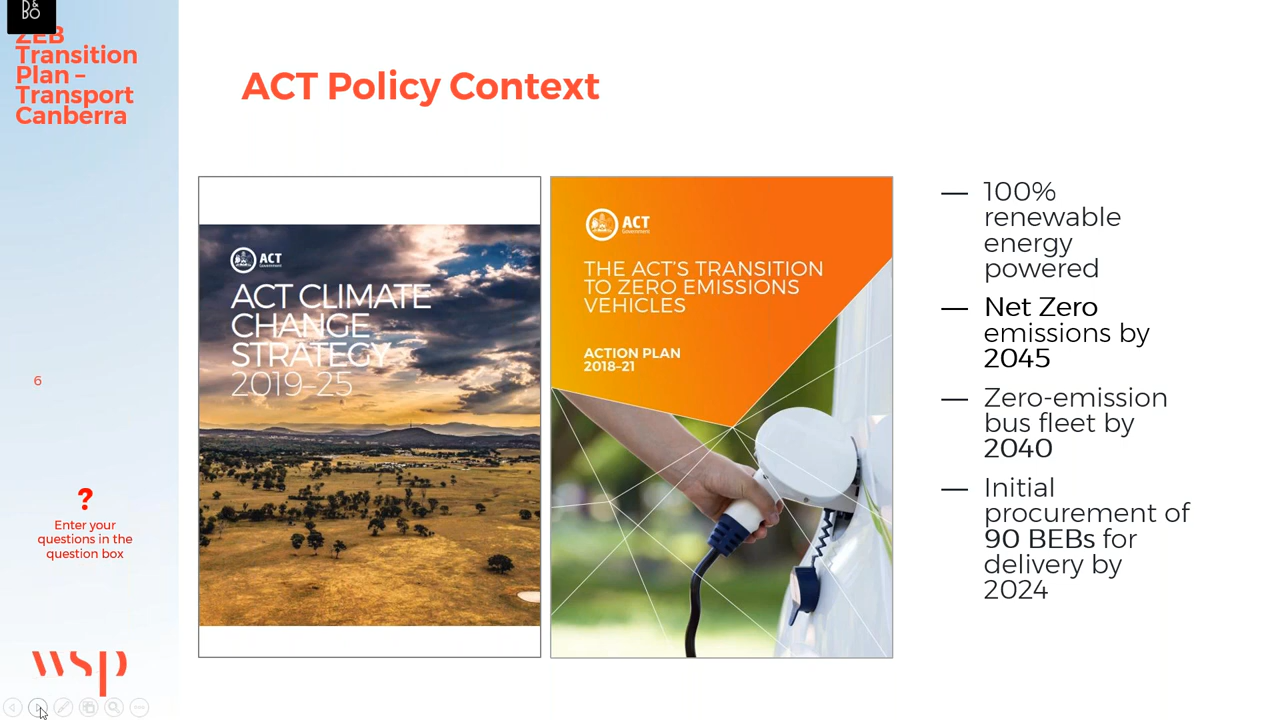 D&
BO
ZEB
Transition
Plan –
Transport
Canberra
ACT Policy Context
ACT
Government
ACT CLIMATE
CHANGE
STRATEGY
2019–25
ACT
Government
THE ACT'S TRANSITION
TO ZERO EMISSIONS
VEHICLES
ACTION PLAN
2018–21
— 100%
renewable
energy
powered
— Net Zero
emissions by
2045
— Zero-emission
bus fleet by
2040
— Initial
procurement of
90 BEBs for
delivery by
2024
6
?
Enter your
questions in the
question box
wsp